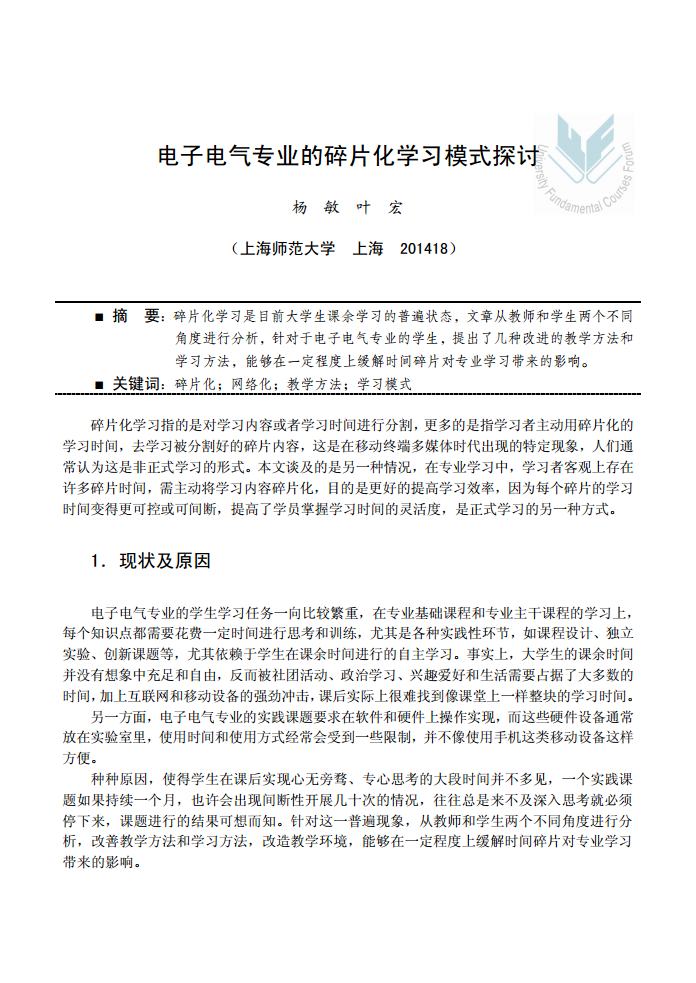 电子电气专业的碎片化学习模式探讨
University Fundamental Courses Forum
杨 敏 叶 宏
（上海师范大学 上海 201418）
■ 摘 要：碎片化学习是目前大学生课余学习的普遍状态，文章从教师和学生两个不同
角度进行分析，针对于电子电气专业的学生，提出了几种改进的教学方法和
学习方法，能够在一定程度上缓解时间碎片对专业学习带来的影响。
■ 关键词：碎片化；网络化；教学方法；学习模式
碎片化学习指的是对学习内容或者学习时间进行分割，更多的是指学习者主动用碎片化的
学习时间，去学习被分割好的碎片内容，这是在移动终端多媒体时代出现的特定现象，人们通
常认为这是非正式学习的形式。本文谈及的是另一种情况，在专业学习中，学习者客观上存在
许多碎片时间，需主动将学习内容碎片化，目的是更好的提高学习效率，因为每个碎片的学习
时间变得更可控或可间断，提高了学员掌握学习时间的灵活度，是正式学习的另一种方式。
1．现状及原因
电子电气专业的学生学习任务一向比较繁重，在专业基础课程和专业主干课程的学习上，
每个知识点都需要花费一定时间进行思考和训练，尤其是各种实践性环节，如课程设计、独立
实验、创新课题等，尤其依赖于学生在课余时间进行的自主学习。事实上，大学生的课余时间
并没有想象中充足和自由，反而被社团活动、政治学习、兴趣爱好和生活需要占据了大多数的
时间，加上互联网和移动设备的强劲冲击，课后实际上很难找到像课堂上一样整块的学习时间。
另一方面，电子电气专业的实践课题要求在软件和硬件上操作实现，而这些硬件设备通常
放在实验室里，使用时间和使用方式经常会受到一些限制，并不像使用手机这类移动设备这样
方便。
种种原因，使得学生在课后实现心无旁骛、专心思考的大段时间并不多见，一个实践课
题如果持续一个月，也许会出现间断性开展几十次的情况，往往总是来不及深入思考就必须
停下来，课题进行的结果可想而知。针对这一普遍现象，从教师和学生两个不同角度进行分
析，改善教学方法和学习方法，改造教学环境，能够在一定程度上缓解时间碎片对专业学习
带来的影响。